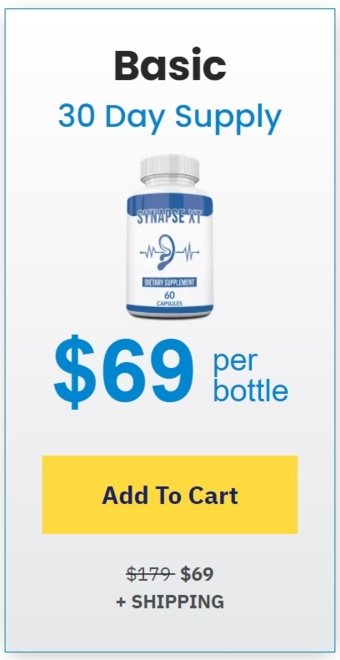 Basic
30 Day Supply
SYNAPSE XT
DIETARY SUPPLEMENT
60
CAPSULES
$69 per
bottle
Add To Cart
$179 $69
+ SHIPPING